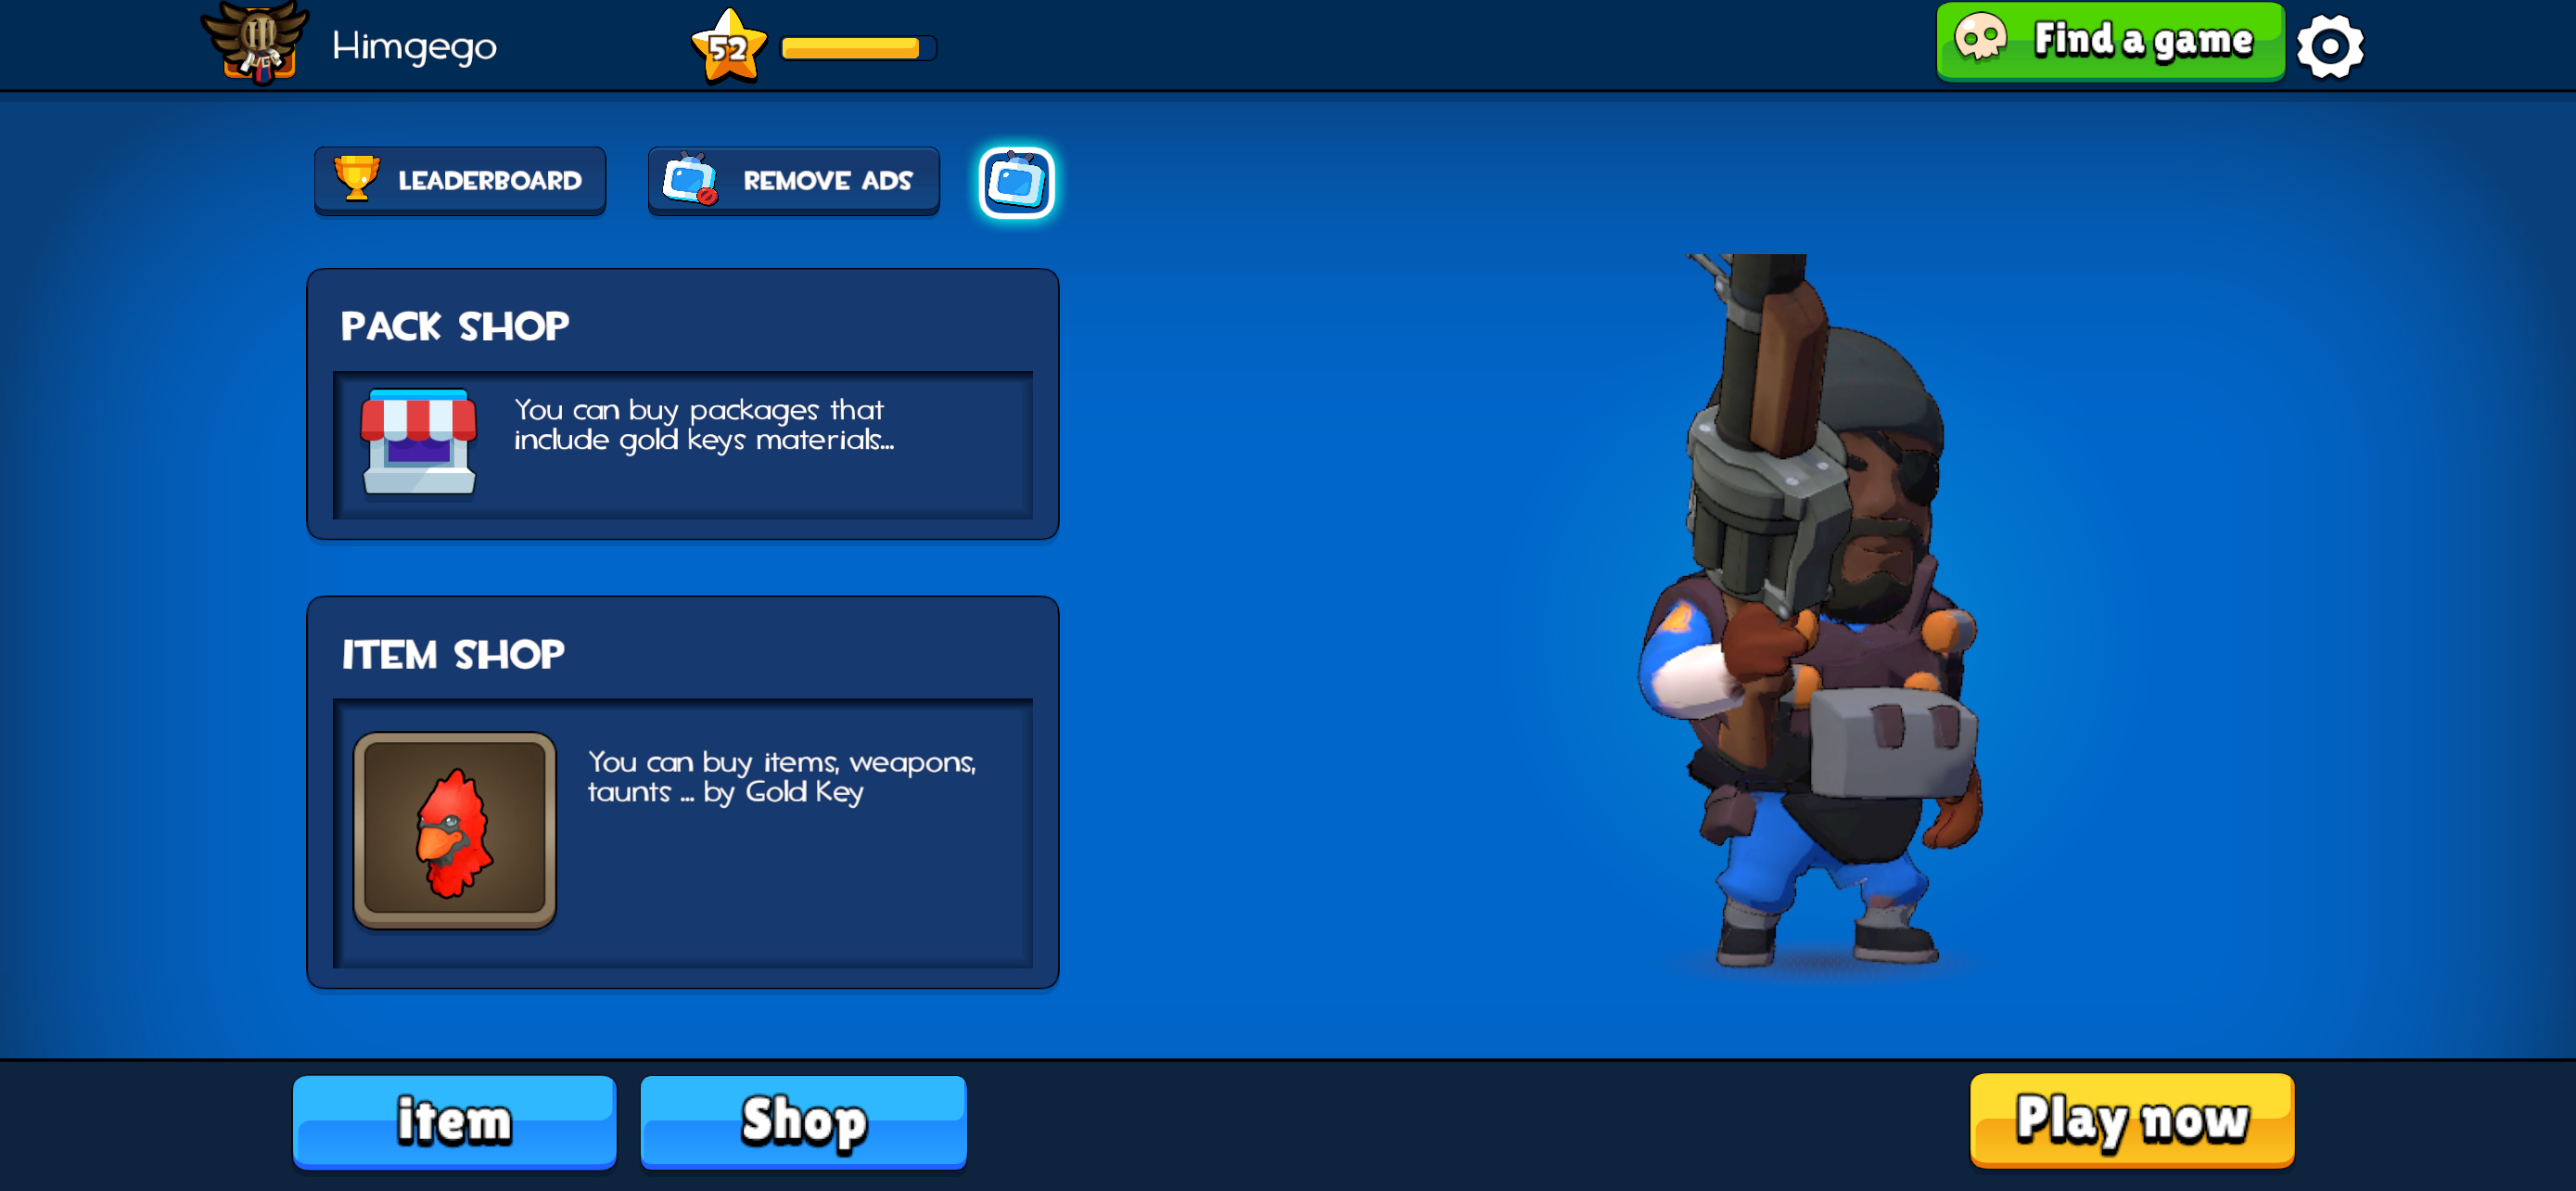 Himgego
52
Find a game
LEADERBOARD
REMOVE ADS
PACK SHOP
You can buy packages that
include gold keys materials...
ITEM SHOP
You can buy items, weapons,
taunts ... by Gold Key
item
Shop
Play now